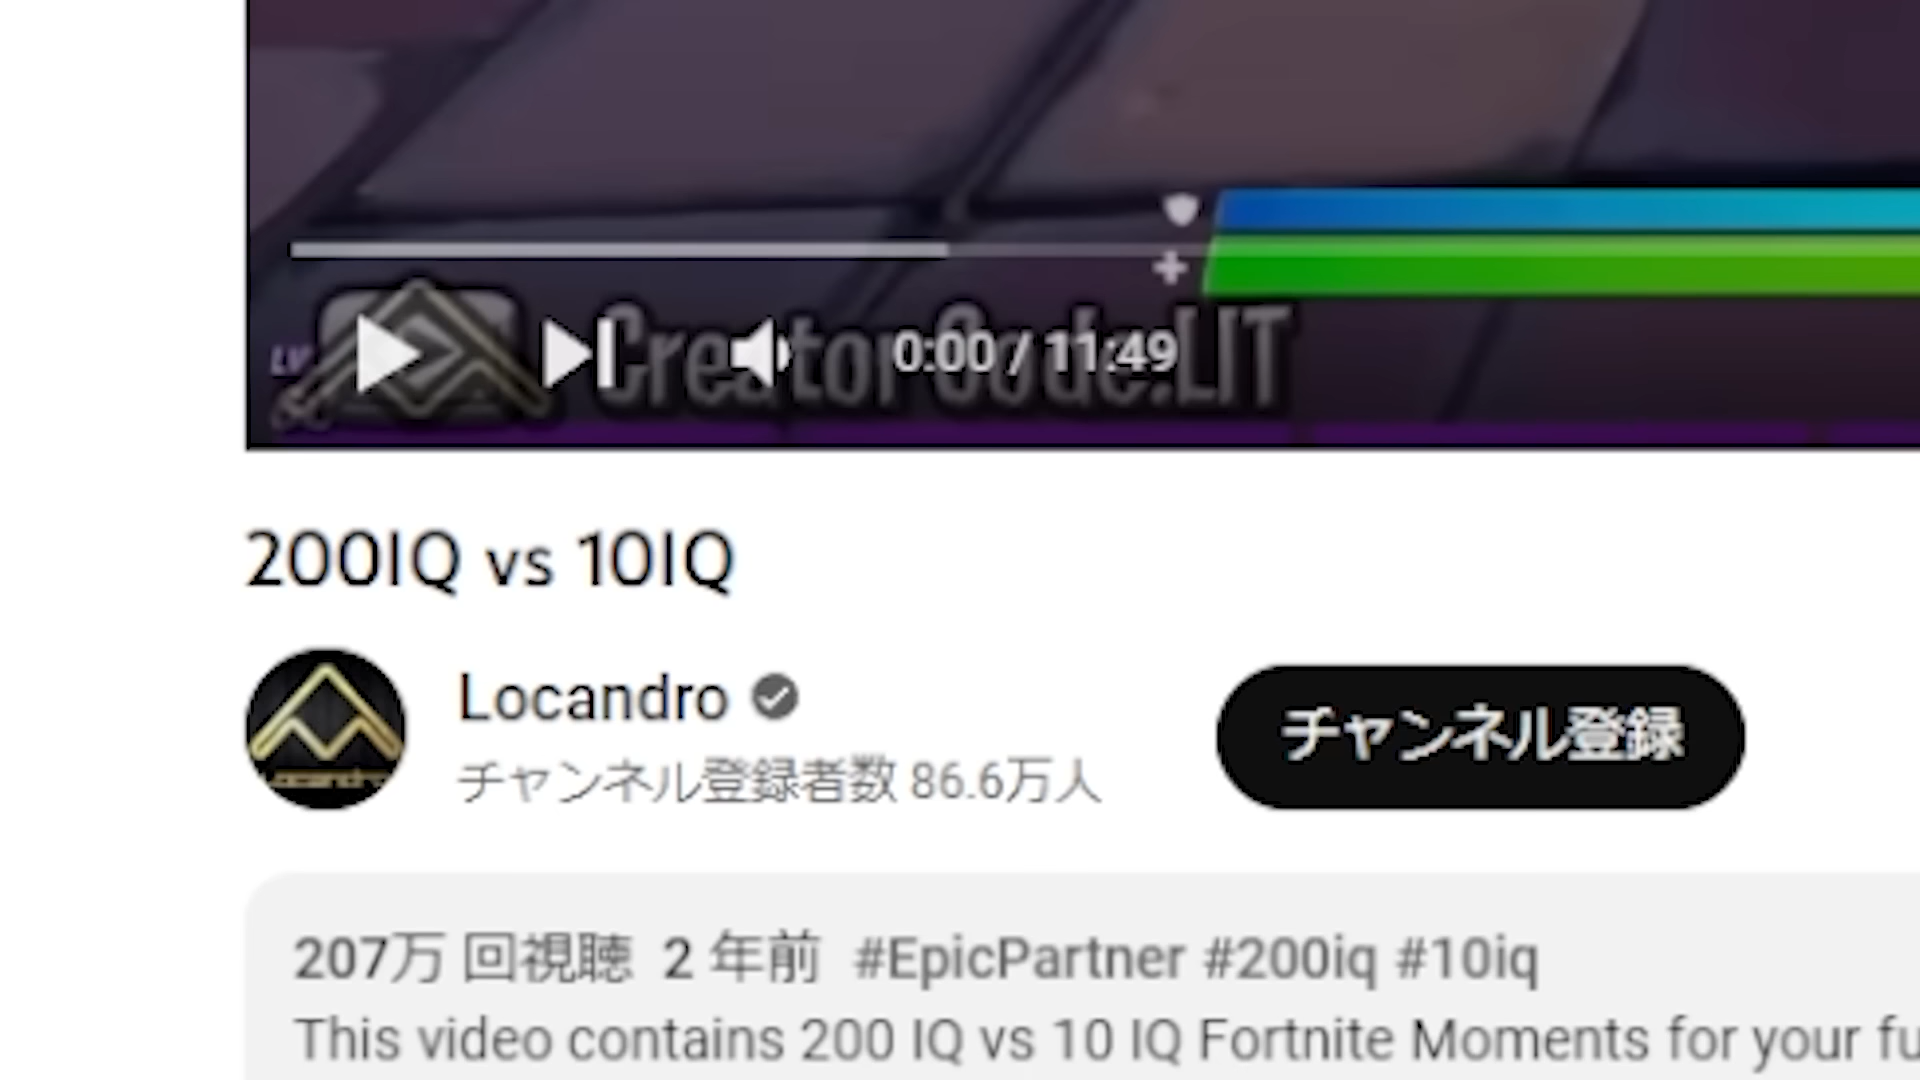 Creator Code:LIT
0:00 / 11:49
200IQ vs 10IQ
Locandro
チャンネル登録者数 86.6万人
チャンネル登録
207万 回視聴 2 年前 #EpicPartner #200iq #10iq
This video contains 200 IQ vs 10 IQ Fortnite Moments for your fu